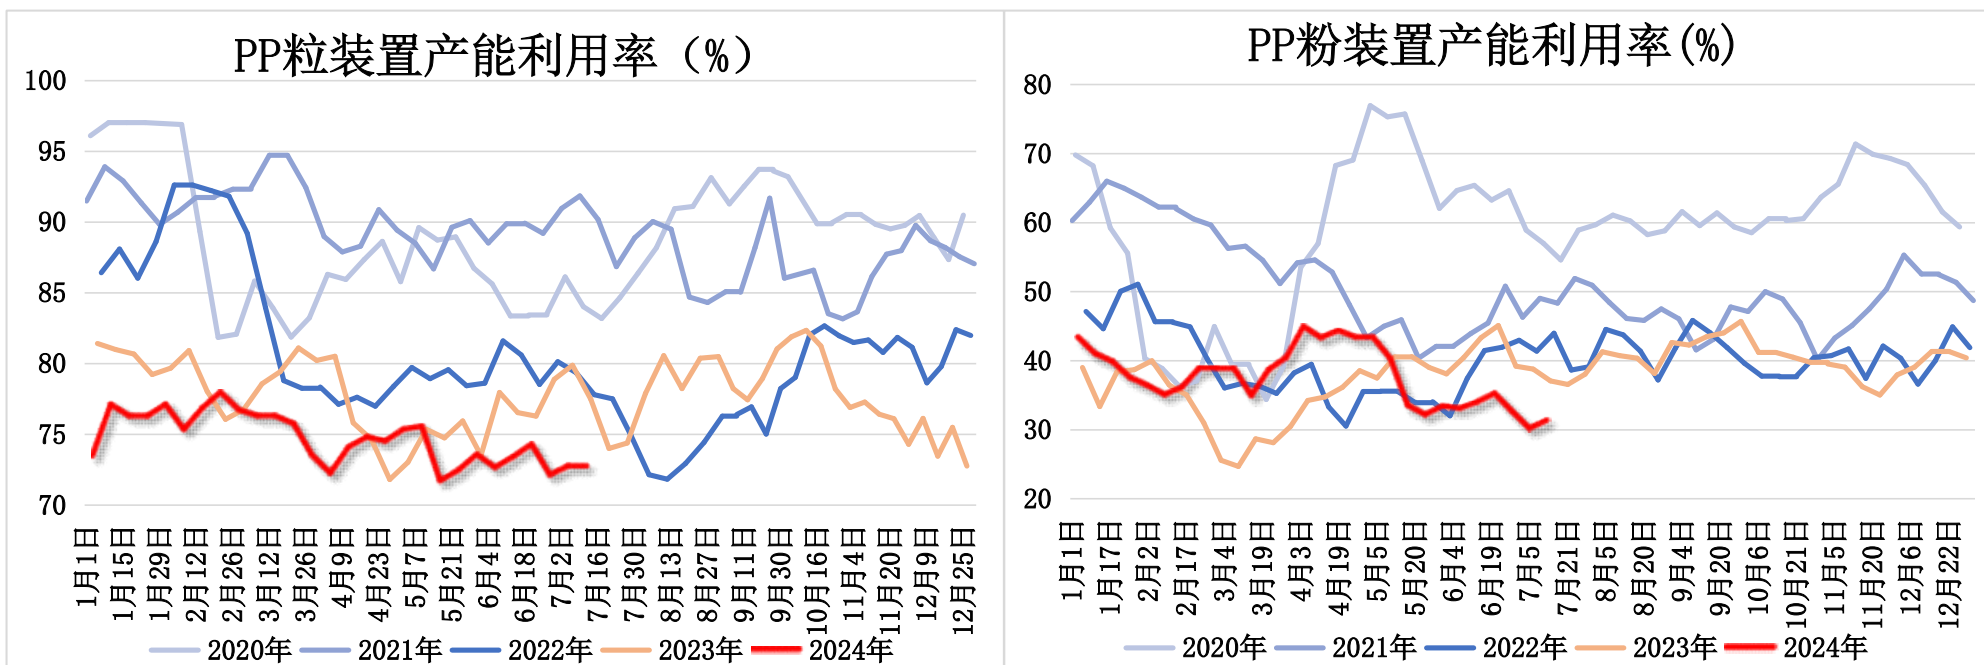 PP粒装置产能利用率（%）
100
95
90
85
80
75
70
1月1日
1月15日
1月29日
2月12日
2月26日
3月12日
3月26日
4月9日
4月23日
5月7日
5月21日
6月4日
6月18日
7月2日
7月16日
7月30日
8月13日
8月27日
9月11日
9月30日
10月16日
11月4日
11月20日
12月9日
12月25日
2020年 2021年 2022年 2023年 2024年
PP粉装置产能利用率(%)
80
70
60
50
40
30
20
1月1日
1月17日
2月2日
2月17日
3月4日
3月19日
4月3日
4月19日
5月5日
5月20日
6月4日
6月19日
7月5日
7月21日
8月5日
8月20日
9月4日
9月20日
10月6日
10月21日
11月5日
11月20日
12月6日
12月22日
2020年 2021年 2022年 2023年 2024年